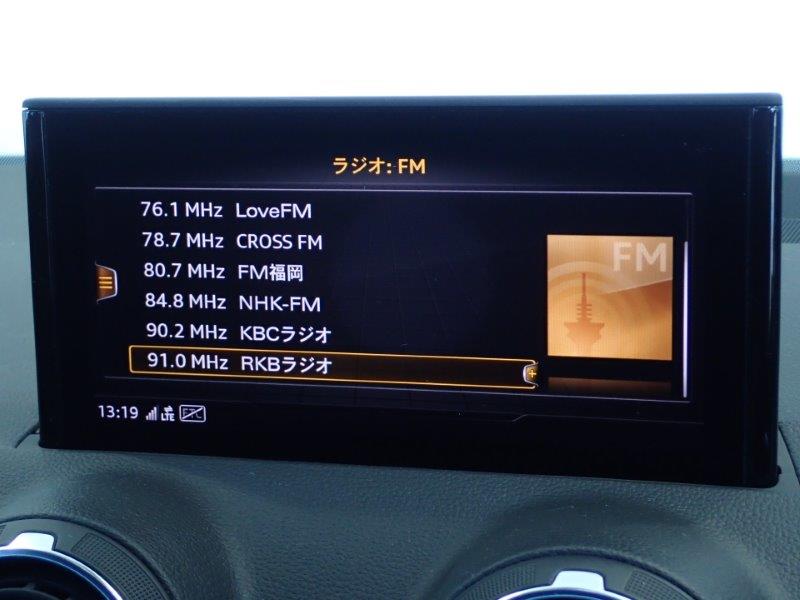 ラジオ: FM
76.1 MHz LoveFM
78.7 MHz CROSS FM
80.7 MHz FM福岡
84.8 MHz NHK-FM
90.2 MHz KBCラジオ
91.0 MHz RKBラジオ
FM
13:19 LTE ETC